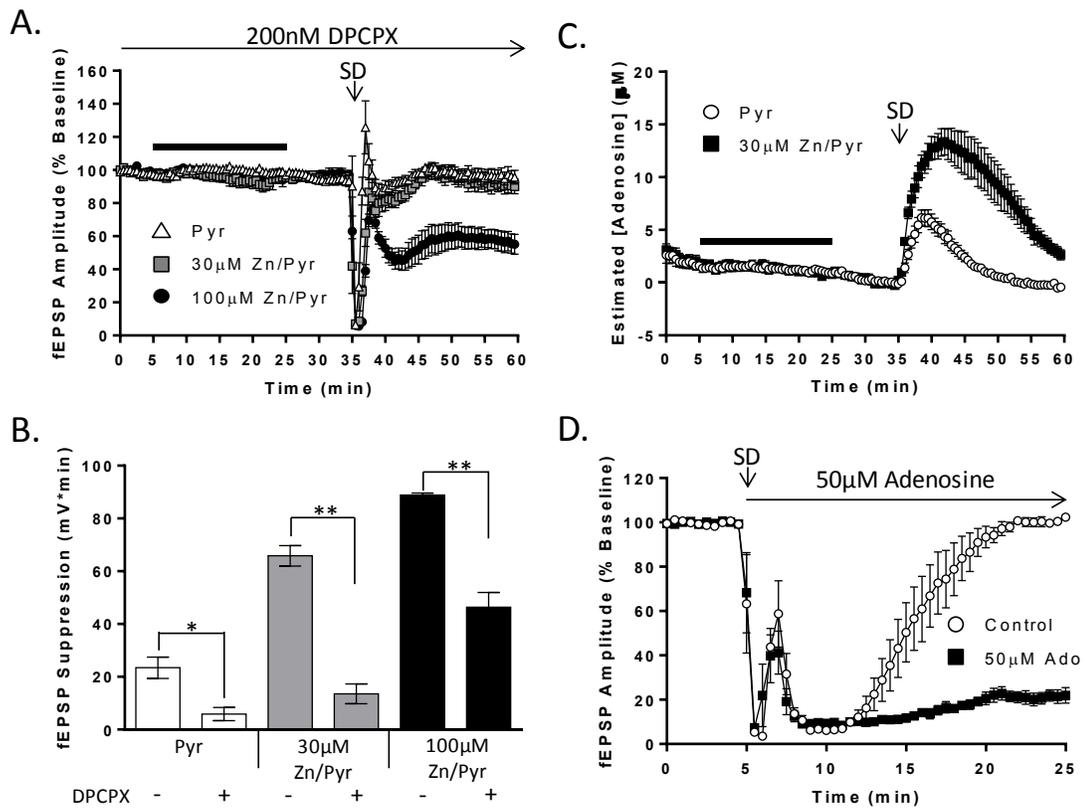 A.
200nM DPCPX
SD
fEPSP Amplitude (% Baseline)
160
140
120
100
80
60
40
20
0
Pyr
30μM Zn/Pyr
100μM Zn/Pyr
0 5 10 15 20 25 30 35 40 45 50 55 60
Time (min)
C.
Estimated [Adenosine] (μM)
20
15
10
5
0
-5
Pyr
30μM Zn/Pyr
SD
0 5 10 15 20 25 30 35 40 45 50 55 60
Time (min)
B.
fEPSP Suppression (mV*min)
100
80
60
40
20
0
*
**
**
Pyr
30μM
Zn/Pyr
100μM
Zn/Pyr
DPCPX - + - + - +
D.
SD
50μM Adenosine
fEPSP Amplitude (% Baseline)
120
100
80
60
40
20
0
Control
50μM Ado
0 5 10 15 20 25
Time (min)